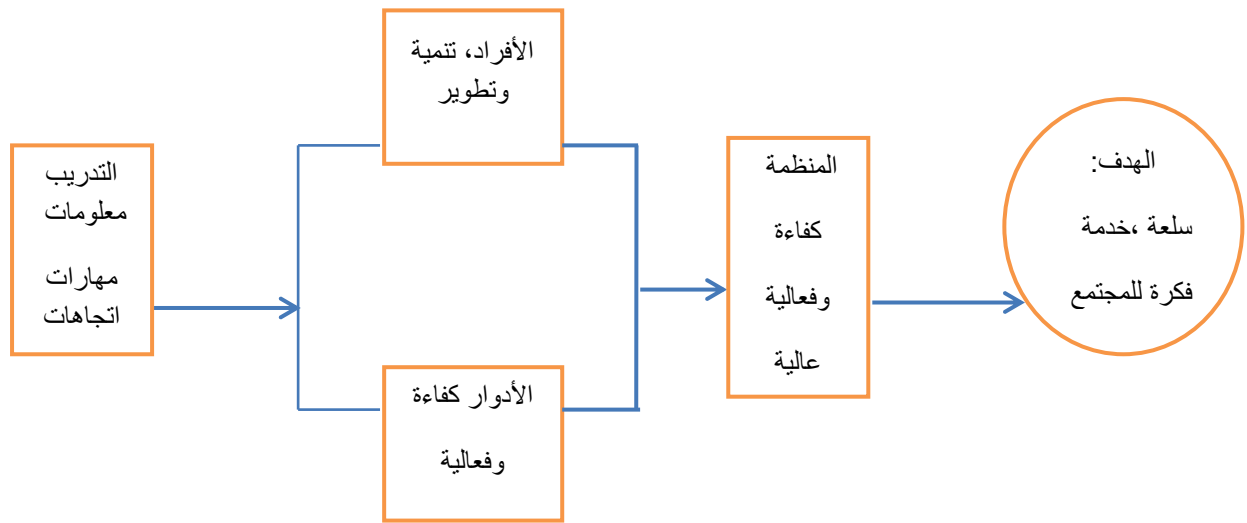 التدريب
معلومات
مهارات
اتجاهات
الأفراد، تنمية
وتطوير
الأدوار كفاءة
وفعالية
المنظمة
كفاءة
وفعالية
عالية
الهدف:
سلعة ،خدمة
فكرة للمجتمع